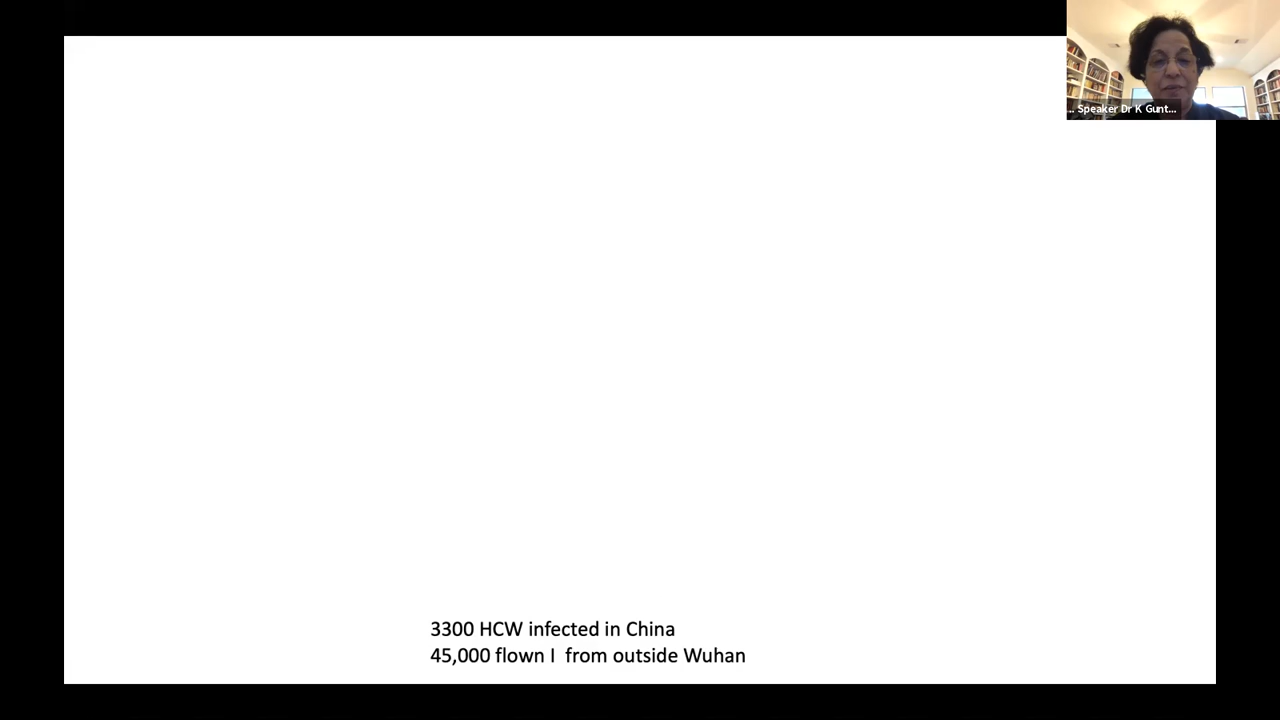 ... Speaker Dr K Gunt...
3300 HCW infected in China
45,000 flown I  from outside Wuhan